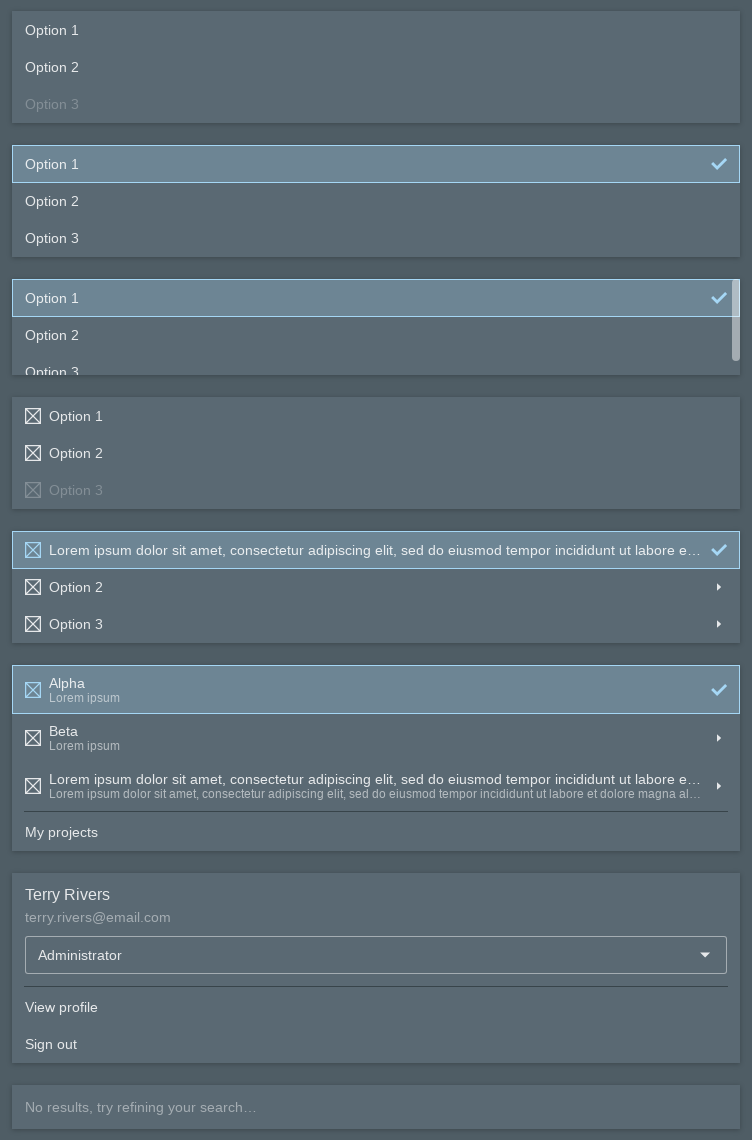 Option 1
Option 2
Option 3
Option 1
Option 2
Option 3
Option 1
Option 2
Option 3
Option 1
Option 2
Option 3
Lorem ipsum dolor sit amet, consectetur adipiscing elit, sed do eiusmod tempor incididunt ut labore e…
Option 2
Option 3
Alpha
Lorem ipsum
Beta
Lorem ipsum
Lorem ipsum dolor sit amet, consectetur adipiscing elit, sed do eiusmod tempor incididunt ut labore e…
Lorem ipsum dolor sit amet, consectetur adipiscing elit, sed do eiusmod tempor incididunt ut labore et dolore magna al…
My projects
Terry Rivers
terry.rivers@email.com
Administrator
View profile
Sign out
No results, try refining your search…